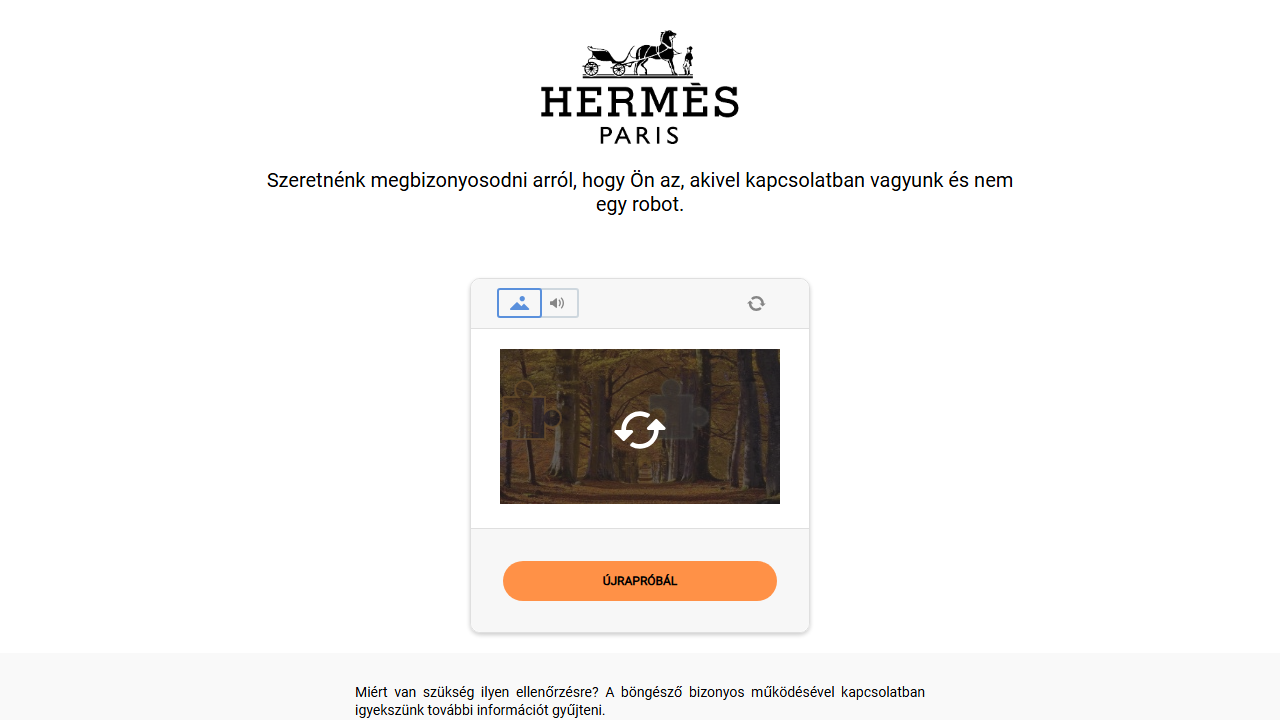 HERMÈS
PARIS
Szeretnénk megbizonyosodni arról, hogy Ön az, akivel kapcsolatban vagyunk és nem
egy robot.
ÚJRAPRÓBÁL
Miért van szükség ilyen ellenőrzésre? A böngésző bizonyos működésével kapcsolatban
igyekszünk további információt gyűjteni.